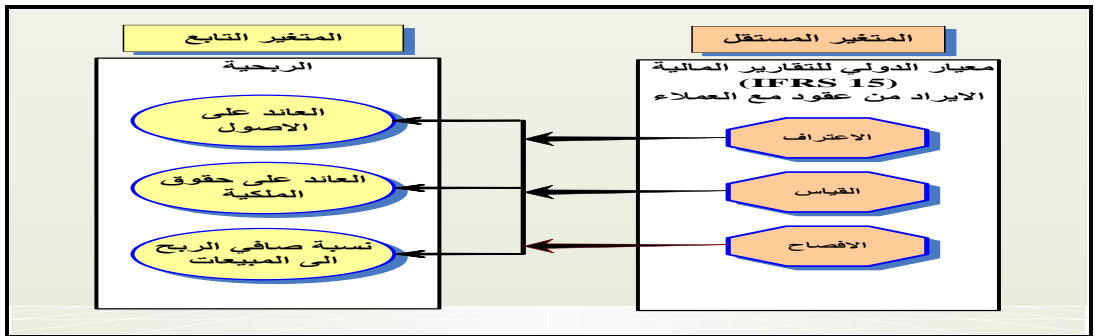 المتغير المستقل
معيار الدولي للتقارير المالية
(IFRS 15)
الايراد من عقود مع العملاء
الاعتراف
القياس
الافصاح
المتغير التابع
الربحية
العائد على
الاصول
العائد على حقوق
الملكية
نسبة صافي الربح
الى المبيعات